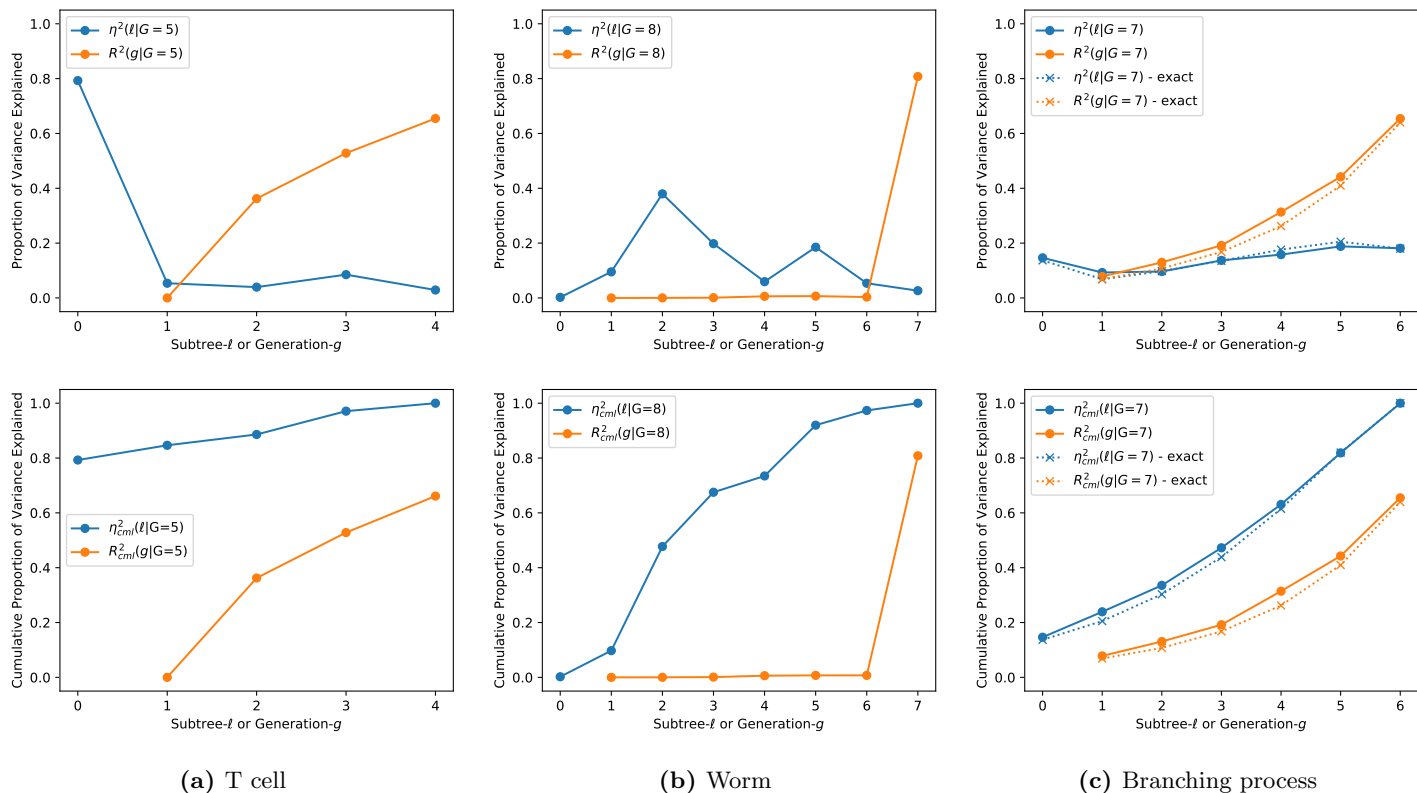 Proportion of Variance Explained
1.0
0.8
0.6
0.4
0.2
0.0
η²(ℓ|G = 5)
R²(g|G = 5)
0 1 2 3 4
Subtree-ℓ or Generation-g
Proportion of Variance Explained
1.0
0.8
0.6
0.4
0.2
0.0
η²(ℓ|G = 8)
R²(g|G = 8)
0 1 2 3 4 5 6 7
Subtree-ℓ or Generation-g
Proportion of Variance Explained
1.0
0.8
0.6
0.4
0.2
0.0
η²(ℓ|G = 7)
R²(g|G = 7)
η²(ℓ|G = 7) - exact
R²(g|G = 7) - exact
0 1 2 3 4 5 6
Subtree-ℓ or Generation-g
Cumulative Proportion of Variance Explained
1.0
0.8
0.6
0.4
0.2
0.0
η²cml(ℓ|G=5)
R²cml(g|G=5)
0 1 2 3 4
Subtree-ℓ or Generation-g
Cumulative Proportion of Variance Explained
1.0
0.8
0.6
0.4
0.2
0.0
η²cml(ℓ|G=8)
R²cml(g|G=8)
0 1 2 3 4 5 6 7
Subtree-ℓ or Generation-g
Cumulative Proportion of Variance Explained
1.0
0.8
0.6
0.4
0.2
0.0
η²cml(ℓ|G=7)
R²cml(g|G=7)
η²cml(ℓ|G = 7) - exact
R²cml(g|G = 7) - exact
0 1 2 3 4 5 6
Subtree-ℓ or Generation-g
(a) T cell
(b) Worm
(c) Branching process